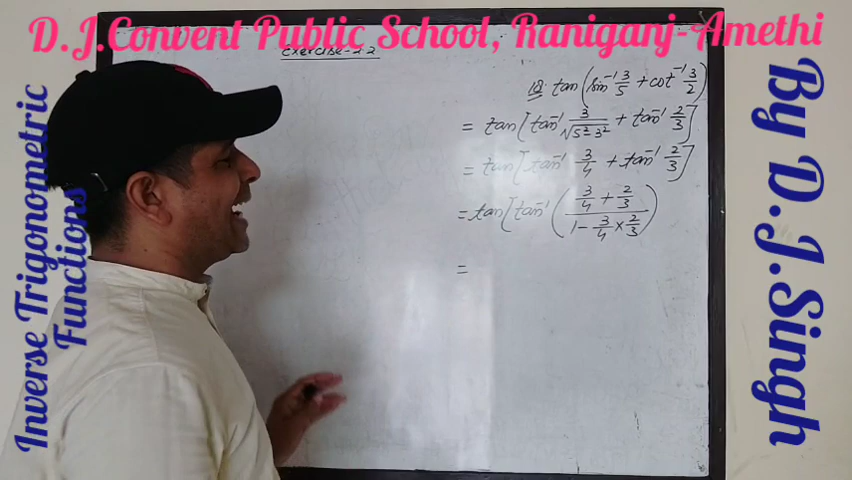 D.J.Convent Public School, Raniganj-Amethi
Inverse Trigonometric
Functions
By D.J.Singh
Exercise-2.2
18. tan(sin⁻¹ 3/5 + cot⁻¹ 3/2)
= tan[tan⁻¹ 3/√(5²-3²) + tan⁻¹ 2/3]
= tan[tan⁻¹ 3/4 + tan⁻¹ 2/3]
= tan[tan⁻¹ ((3/4 + 2/3)/(1 - 3/4 × 2/3))
=